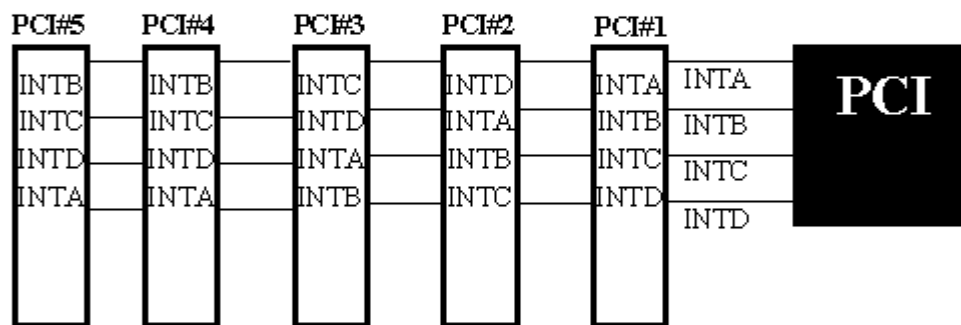 PCI#5 PCI#4 PCI#3 PCI#2 PCI#1
INTB INTB INTC INTD INTA INTA
PCI
INTC INTC INTD INTA INTB INTB
INTD INTD INTA INTB INTC INTC
INTA INTA INTB INTC INTD INTD